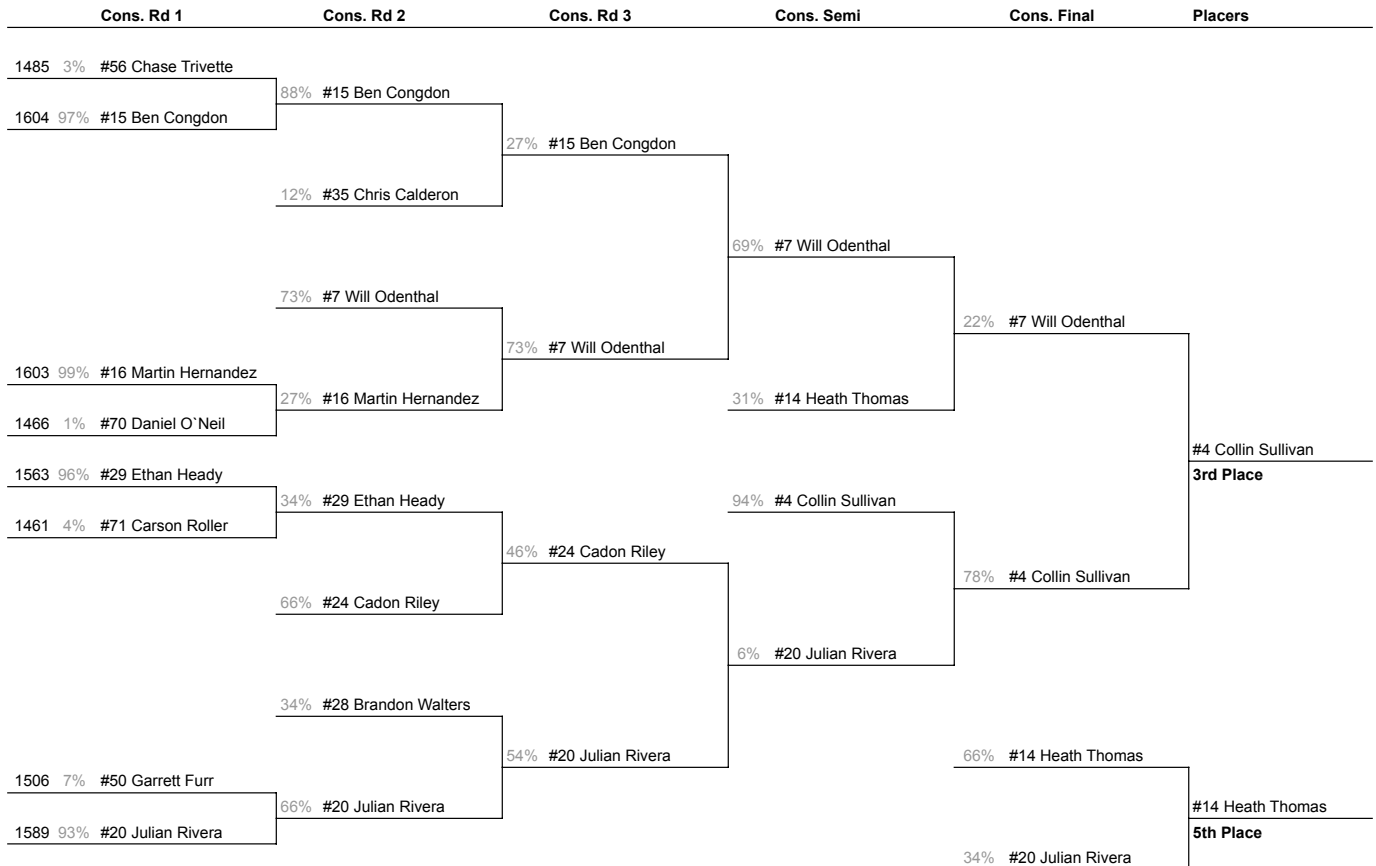 Cons. Rd 1 Cons. Rd 2 Cons. Rd 3 Cons. Semi Cons. Final Placers
1485 3% #56 Chase Trivette
88% #15 Ben Congdon
1604 97% #15 Ben Congdon
27% #15 Ben Congdon
12% #35 Chris Calderon
69% #7 Will Odenthal
73% #7 Will Odenthal
22% #7 Will Odenthal
73% #7 Will Odenthal
1603 99% #16 Martin Hernandez
27% #16 Martin Hernandez
31% #14 Heath Thomas
1466 1% #70 Daniel O`Neil
#4 Collin Sullivan
3rd Place
1563 96% #29 Ethan Heady
34% #29 Ethan Heady
94% #4 Collin Sullivan
1461 4% #71 Carson Roller
46% #24 Cadon Riley
78% #4 Collin Sullivan
66% #24 Cadon Riley
6% #20 Julian Rivera
34% #28 Brandon Walters
54% #20 Julian Rivera
66% #14 Heath Thomas
1506 7% #50 Garrett Furr
66% #20 Julian Rivera
#14 Heath Thomas
1589 93% #20 Julian Rivera
5th Place
34% #20 Julian Rivera